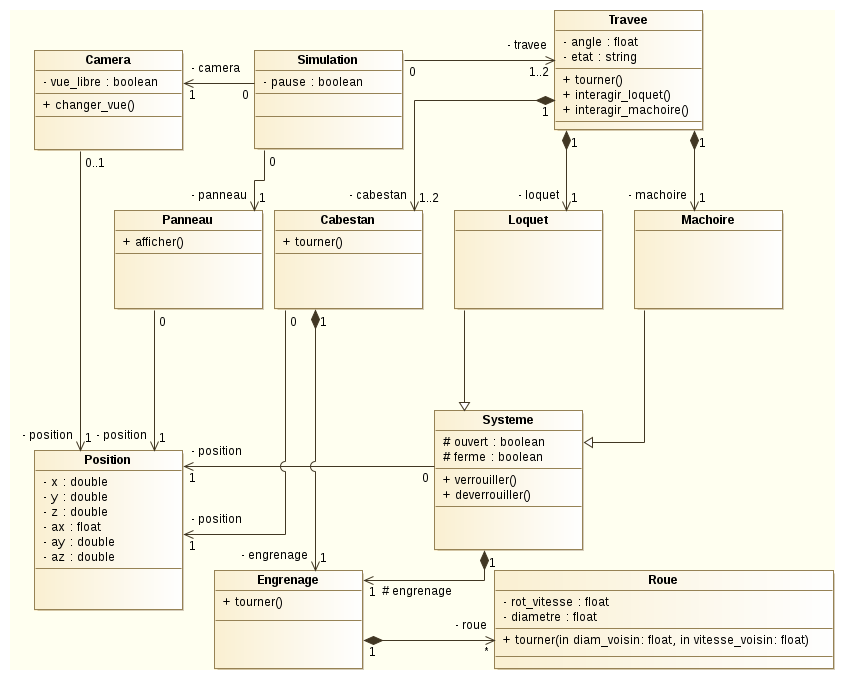 Travee
- angle : float
- etat : string
+ tourner()
+ interagir_loquet()
+ interagir_machoire()
Camera
- vue_libre : boolean
+ changer_vue()
Simulation
- pause : boolean
- camera
1
0
- travee
0
1..2
0..1
0
1
1
1
- panneau
1
- cabestan
1..2
- loquet
1
- machoire
1
Panneau
+ afficher()
Cabestan
+ tourner()
Loquet
Machoire
0
0
1
Systeme
# ouvert : boolean
# ferme : boolean
+ verrouiller()
+ deverrouiller()
- position
1
- position
1
Position
- x : double
- y : double
- z : double
- ax : float
- ay : double
- az : double
- position
1
0
- position
1
- engrenage
1
1
1
# engrenage
Engrenage
+ tourner()
Roue
- rot_vitesse : float
- diametre : float
+ tourner(in diam_voisin: float, in vitesse_voisin: float)
- roue
1
*